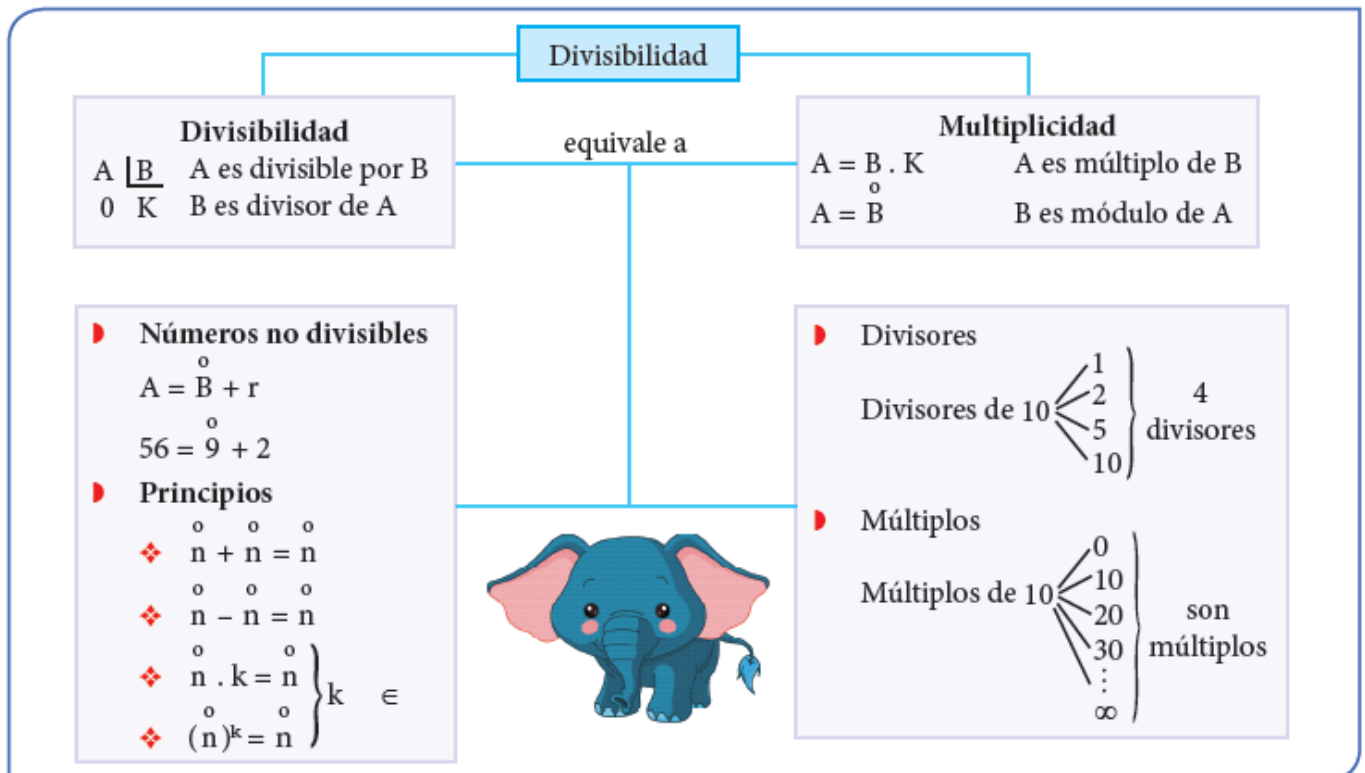 Divisibilidad
Divisibilidad
A | B A es divisible por B
0 K B es divisor de A
equivale a
Multiplicidad
A = B . K A es múltiplo de B
A = B̊ B es módulo de A
Números no divisibles
A = B̊ + r
56 = 9̊ + 2
Principios
n̊ + n̊ = n̊
n̊ – n̊ = n̊
n̊ . k = n̊
(n̊)ᵏ = n̊
} k ∈
Divisores
Divisores de 10
1
2
5
10
4
divisores
Múltiplos
Múltiplos de 10
0
10
20
30
⋮
∞
son
múltiplos